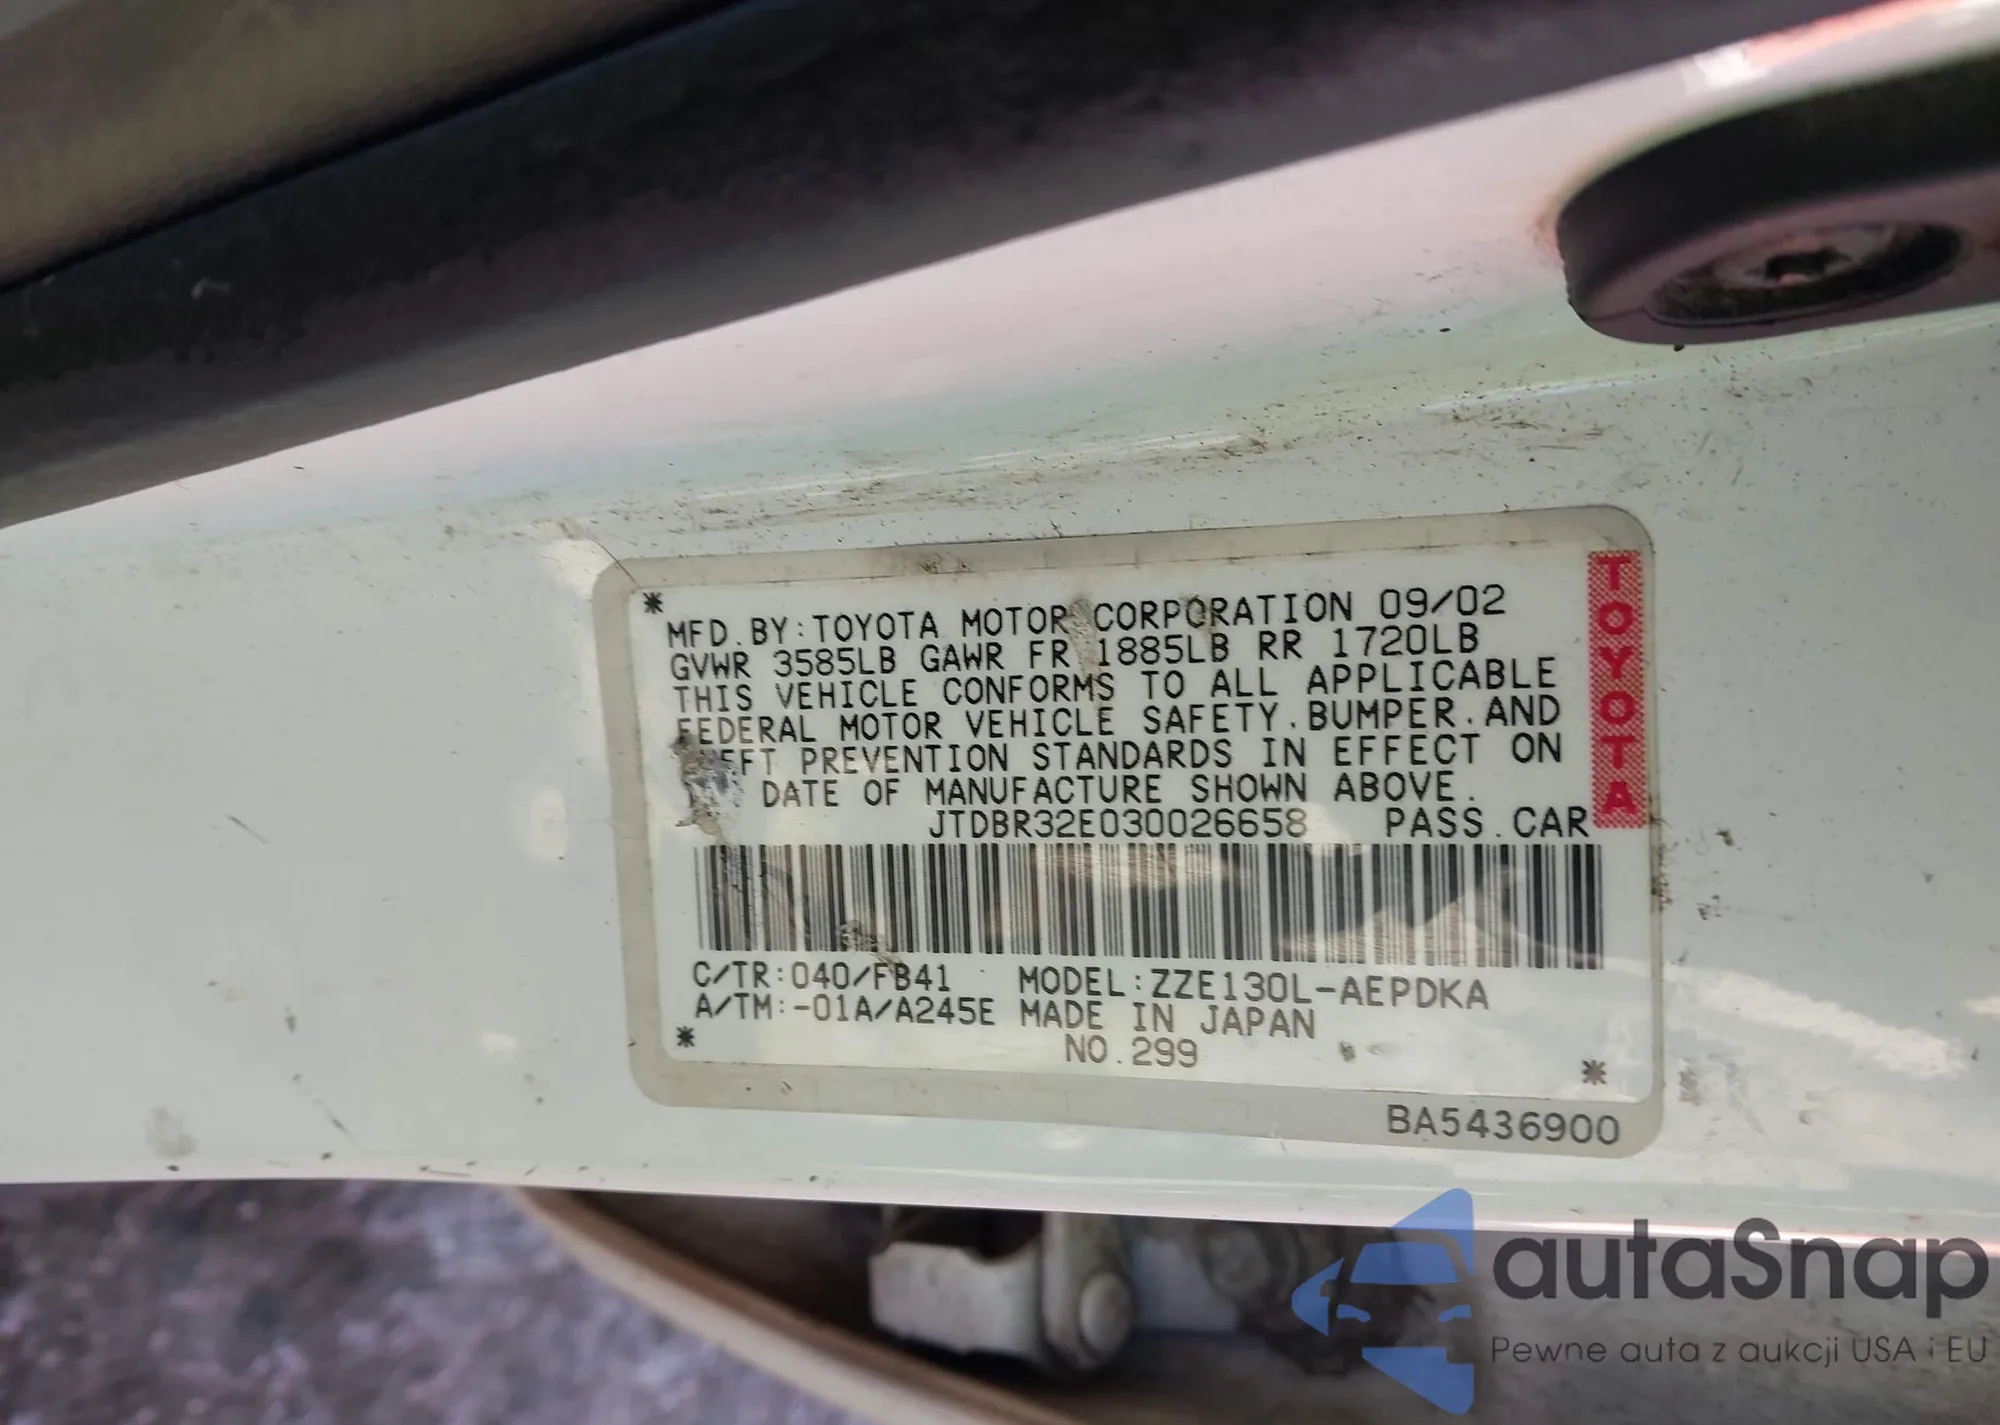 *
MFD.BY:TOYOTA MOTOR CORPORATION 09/02
GVWR 3585LB GAWR FR 1885LB RR 1720LB
THIS VEHICLE CONFORMS TO ALL APPLICABLE
FEDERAL MOTOR VEHICLE SAFETY.BUMPER.AND
PREVENTION STANDARDS IN EFFECT ON
DATE OF MANUFACTURE SHOWN ABOVE.
JTDBR32E030026658 PASS.CAR
C/TR:040/FB41 MODEL:ZZE130L-AEPDKA
A/TM:-01A/A245E MADE IN JAPAN
* NO.299 *
BA5436900
TOYOTA
autaSnap
Pewne auta z aukcji USA i EU